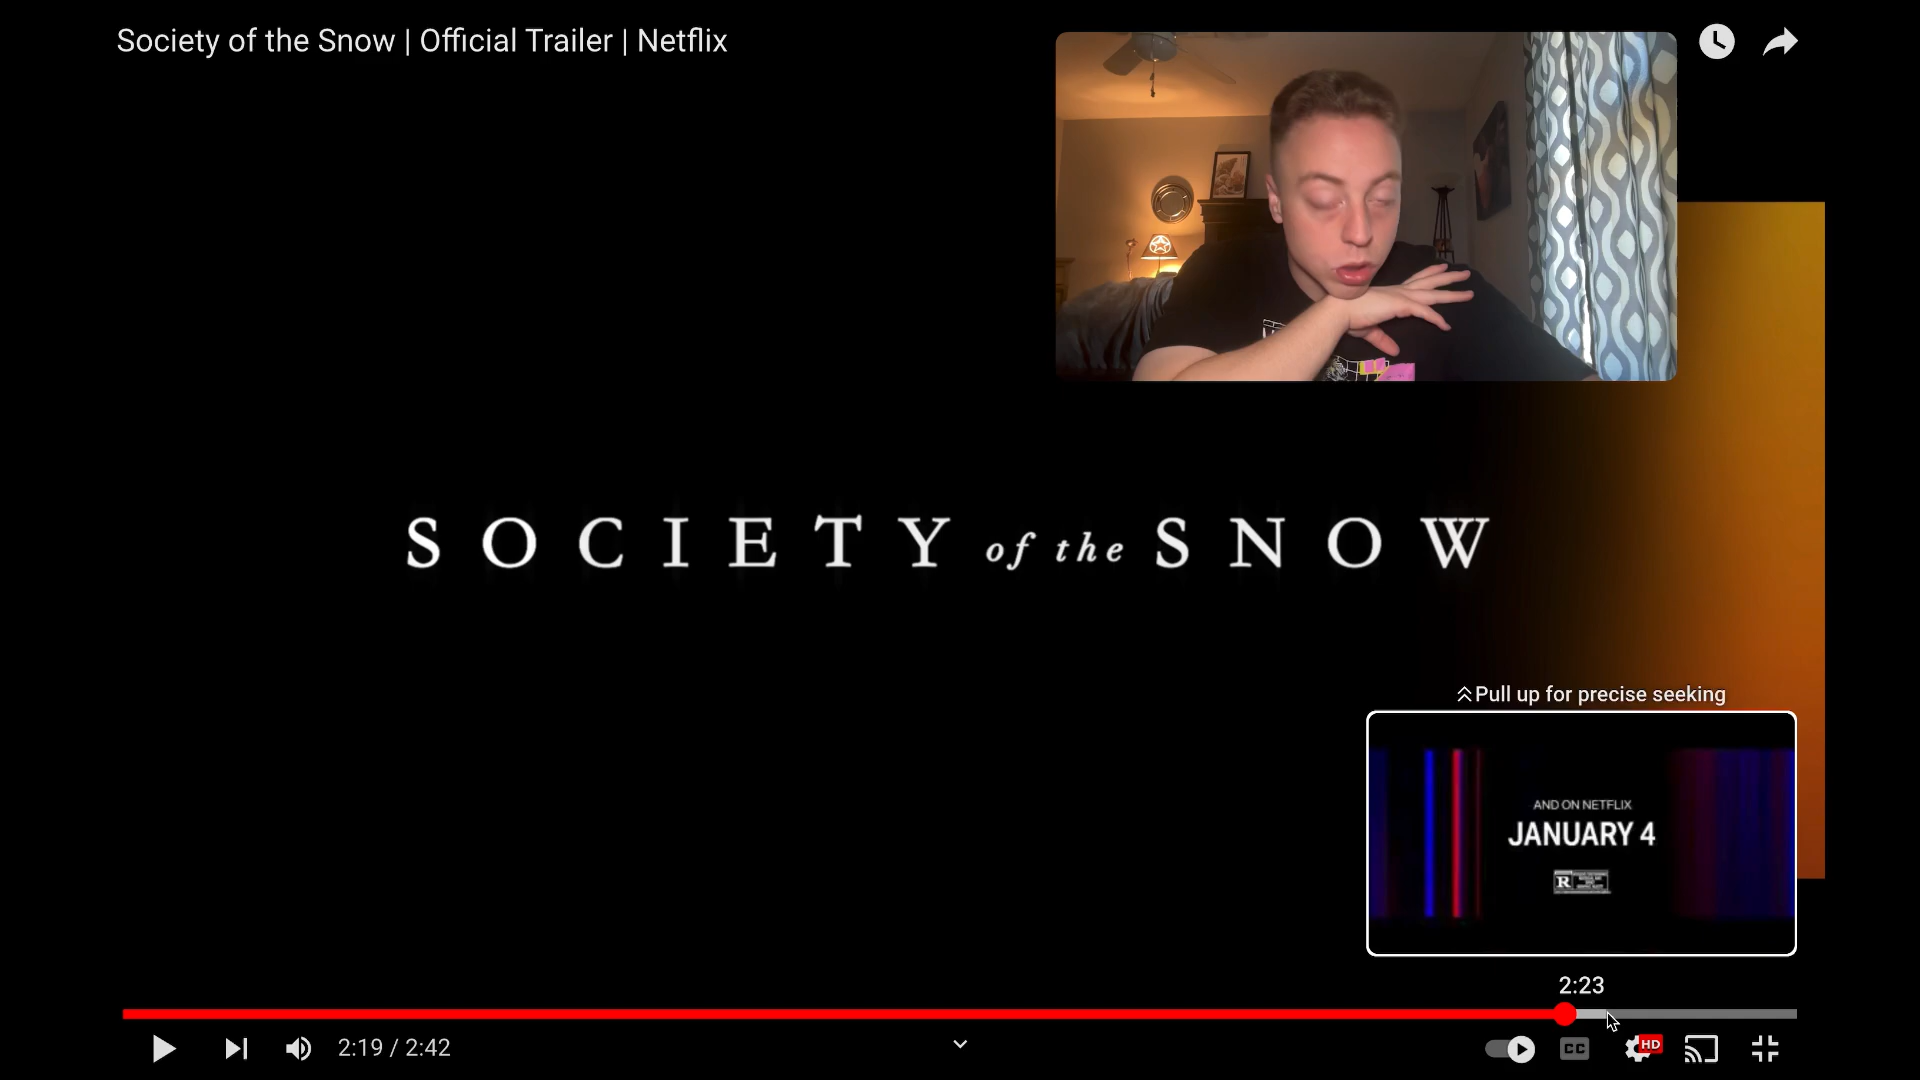 Society of the Snow | Official Trailer | Netflix
SOCIETY of the SNOW
Pull up for precise seeking
AND ON NETFLIX
JANUARY 4
R
2:23
2:19 / 2:42
CC
HD